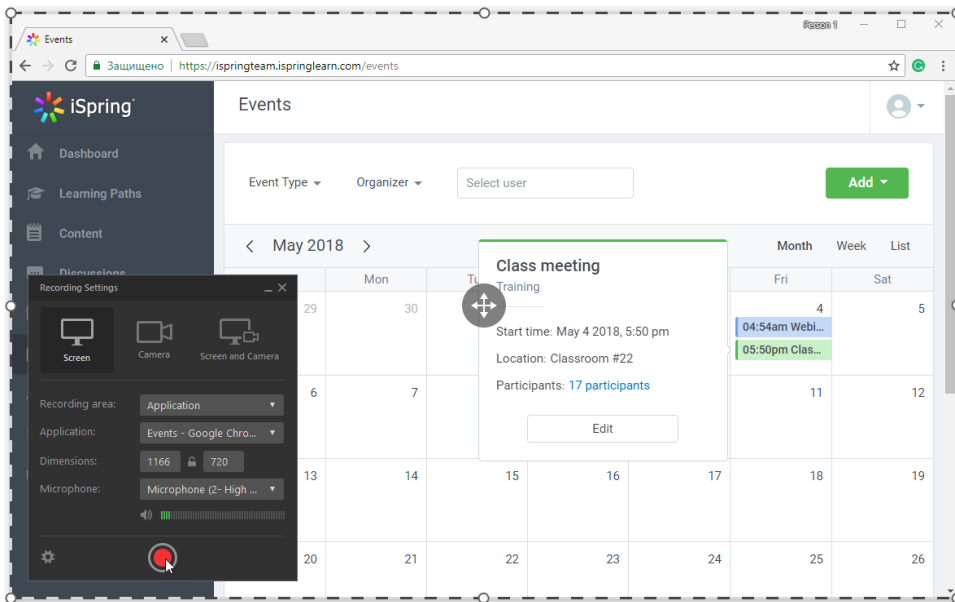 Person 1
Events
Защищено | https://ispringteam.ispringlearn.com/events
iSpring
Events
Dashboard
Learning Paths
Content
Discussions
Event Type
Organizer
Select user
Add
May 2018
Month Week List
Mon Fri Sat
29 30 4 5
04:54am Webi...
05:50pm Clas...
Class meeting
Training
Start time: May 4 2018, 5:50 pm
Location: Classroom #22
Participants: 17 participants
Edit
6 7 11 12
13 14 15 16 17 18 19
20 21 22 23 24 25 26
Recording Settings
Screen
Camera
Screen and Camera
Recording area: Application
Application: Events - Google Chro...
Dimensions: 1166 720
Microphone: Microphone (2- High ...